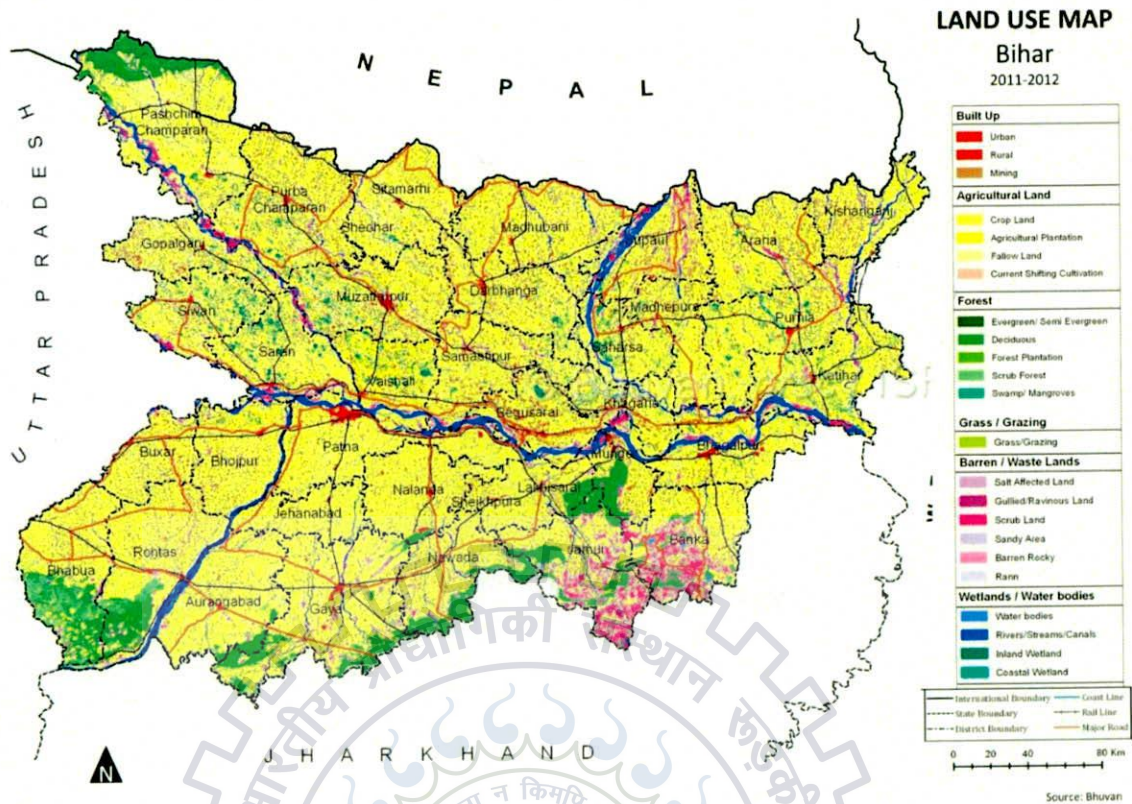 LAND USE MAP
Bihar
2011-2012
N E P A L
UTTAR PRADESH
JHARKHAND
Pashchim
Champaran
Purba
Champaran
Sitamarhi
Sheohar
Gopalganj
Madhubani
Supaul
Araria
Kishanganj
Siwan
Muzaffarpur
Darbhanga
Madhepura
Purnia
Saran
Samastipur
Saharsa
Katihar
Vaishali
Begusarai
Khagaria
Buxar
Bhojpur
Patna
Munger
Bhagalpur
Nalanda
Lakhisarai
Sheikhpura
Jehanabad
Rohtas
Nawada
Jamui
Banka
Bhabua
Aurangabad
Gaya
N
Built Up
Urban
Rural
Mining
Agricultural Land
Crop Land
Agricultural Plantation
Fallow Land
Current Shifting Cultivation
Forest
Evergreen/ Semi Evergreen
Deciduous
Forest Plantation
Scrub Forest
Swamp/ Mangroves
Grass / Grazing
Grass/Grazing
Barren / Waste Lands
Salt Affected Land
Gullied/Ravinous Land
Scrub Land
Sandy Area
Barren Rocky
Rann
Wetlands / Water bodies
Water bodies
Rivers/Streams/Canals
Inland Wetland
Coastal Wetland
International Boundary Coast Line
State Boundary Rail Line
District Boundary Major Road
0 20 40 80 Km
Source: Bhuvan